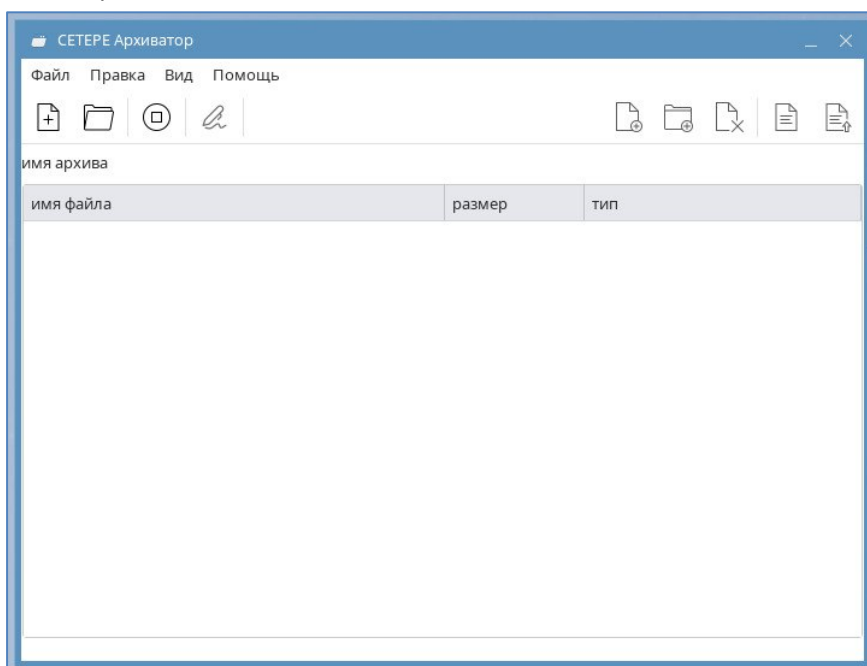 СЕТЕРЕ Архиватор
Файл Правка Вид Помощь
имя архива
имя файла размер тип